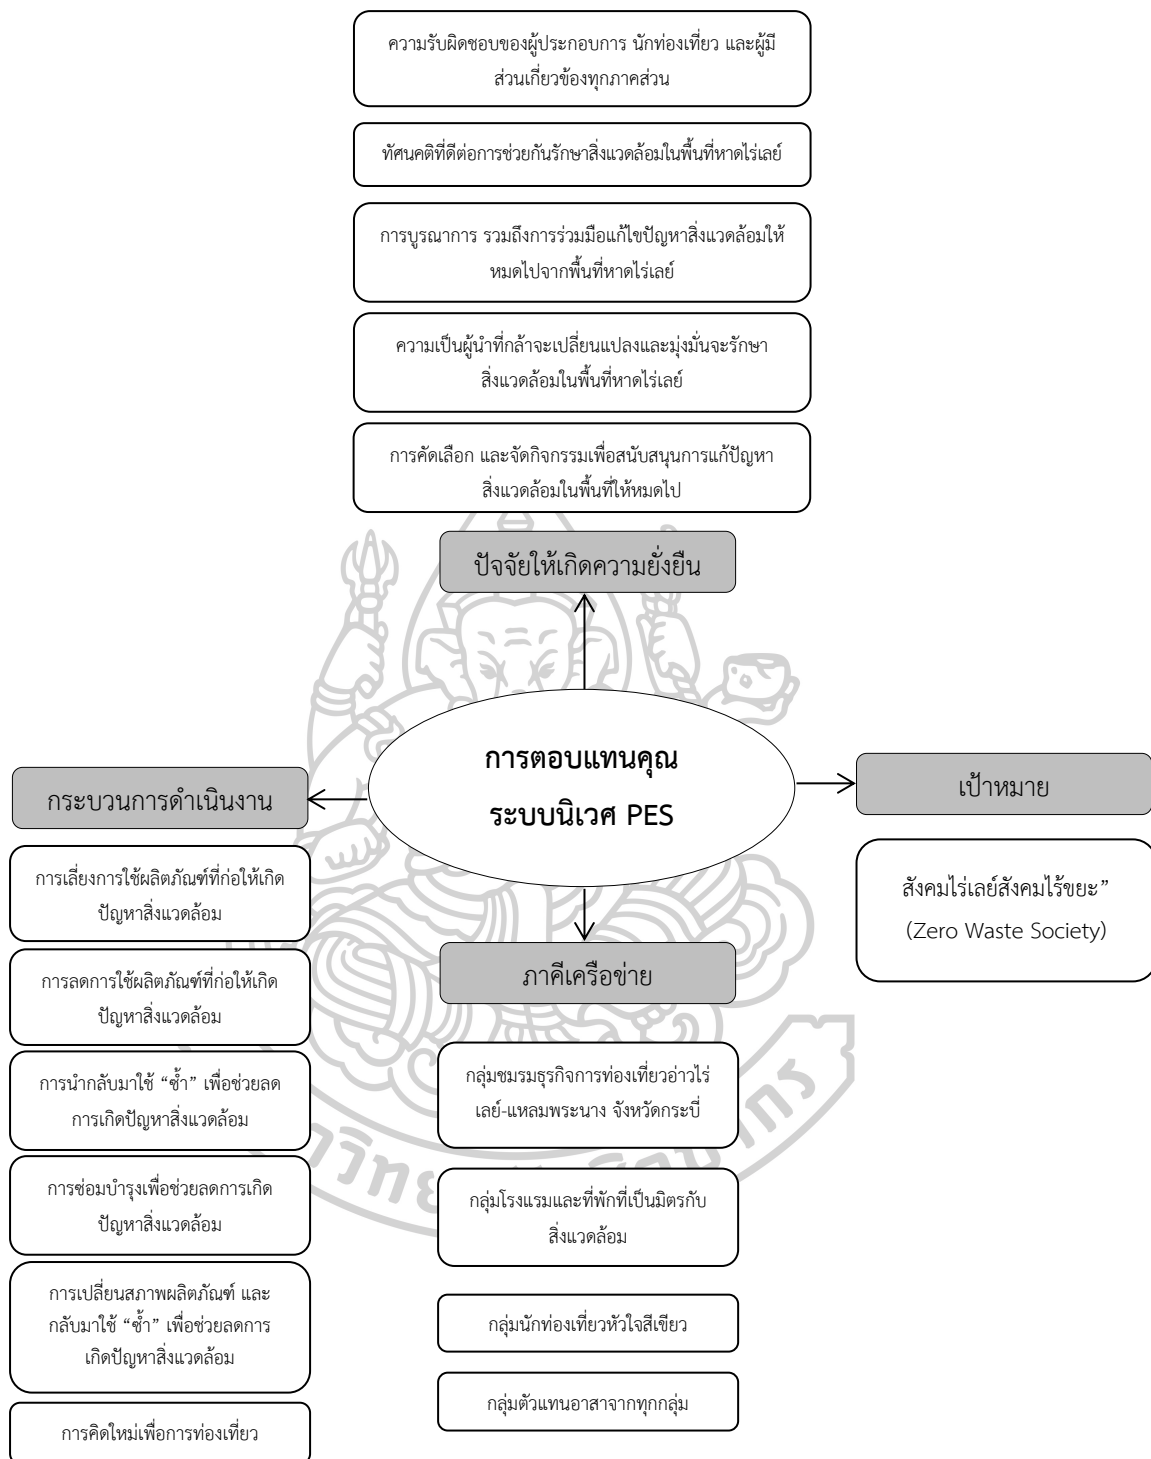 ความรับผิดชอบของผู้ประกอบการ นักท่องเที่ยว และผู้มี
ส่วนเกี่ยวข้องทุกภาคส่วน
ทัศนคติที่ดีต่อการช่วยกันรักษาสิ่งแวดล้อมในพื้นที่หาดไร่เลย์
การบูรณาการ รวมถึงการร่วมมือแก้ไขปัญหาสิ่งแวดล้อมให้
หมดไปจากพื้นที่หาดไร่เลย์
ความเป็นผู้นำที่กล้าจะเปลี่ยนแปลงและมุ่งมั่นจะรักษา
สิ่งแวดล้อมในพื้นที่หาดไร่เลย์
การคัดเลือก และจัดกิจกรรมเพื่อสนับสนุนการแก้ปัญหา
สิ่งแวดล้อมในพื้นที่ให้หมดไป
ปัจจัยให้เกิดความยั่งยืน
การตอบแทนคุณ
ระบบนิเวศ PES
กระบวนการดำเนินงาน
การเลี่ยงการใช้ผลิตภัณฑ์ที่ก่อให้เกิด
ปัญหาสิ่งแวดล้อม
การลดการใช้ผลิตภัณฑ์ที่ก่อให้เกิด
ปัญหาสิ่งแวดล้อม
การนำกลับมาใช้ “ซ้ำ” เพื่อช่วยลด
การเกิดปัญหาสิ่งแวดล้อม
การซ่อมบำรุงเพื่อช่วยลดการเกิด
ปัญหาสิ่งแวดล้อม
การเปลี่ยนสภาพผลิตภัณฑ์ และ
กลับมาใช้ “ซ้ำ” เพื่อช่วยลดการ
เกิดปัญหาสิ่งแวดล้อม
การคิดใหม่เพื่อการท่องเที่ยว
ภาคีเครือข่าย
กลุ่มชมรมธุรกิจการท่องเที่ยวอ่าวไร่
เลย์-แหลมพระนาง จังหวัดกระบี่
กลุ่มโรงแรมและที่พักที่เป็นมิตรกับ
สิ่งแวดล้อม
กลุ่มนักท่องเที่ยวหัวใจสีเขียว
กลุ่มตัวแทนอาสาจากทุกกลุ่ม
เป้าหมาย
สังคมไร่เลย์สังคมไร้ขยะ”
(Zero Waste Society)